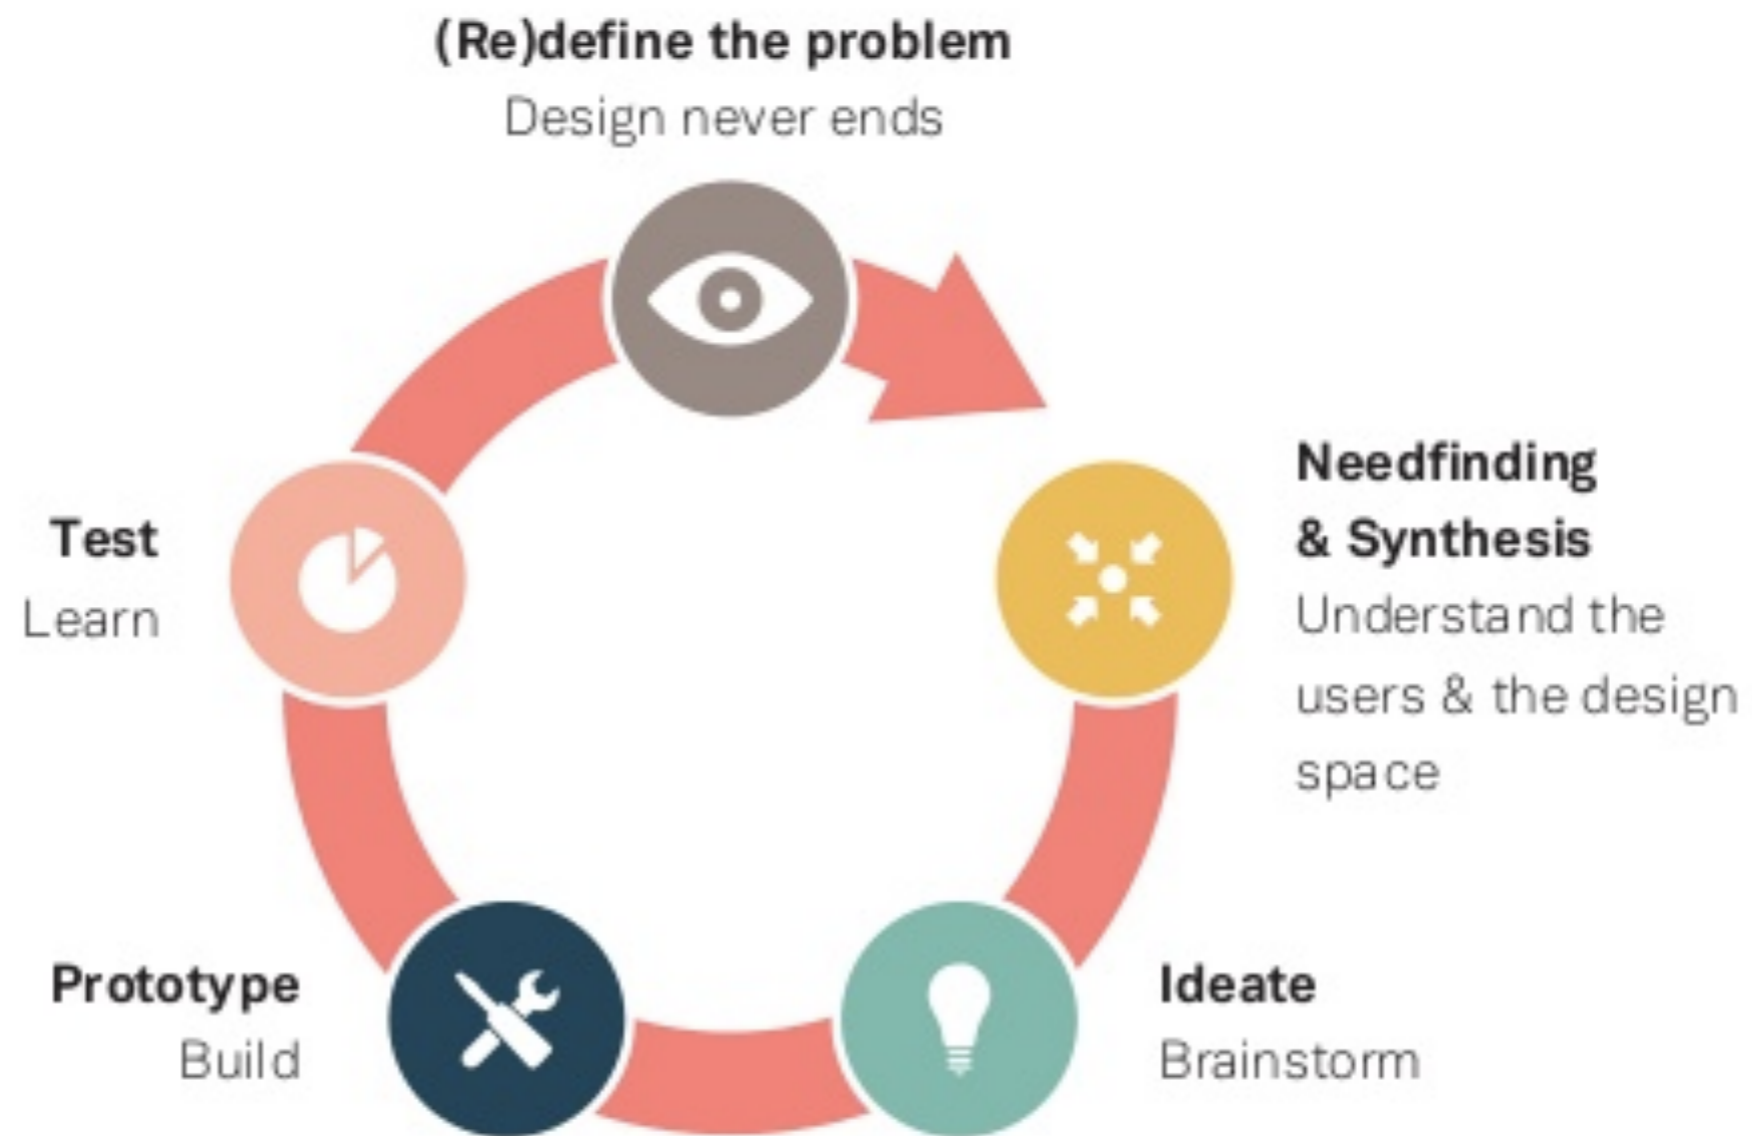 (Re)define the problem
Design never ends
Needfinding
& Synthesis
Understand the
users & the design
space
Ideate
Brainstorm
Prototype
Build
Test
Learn